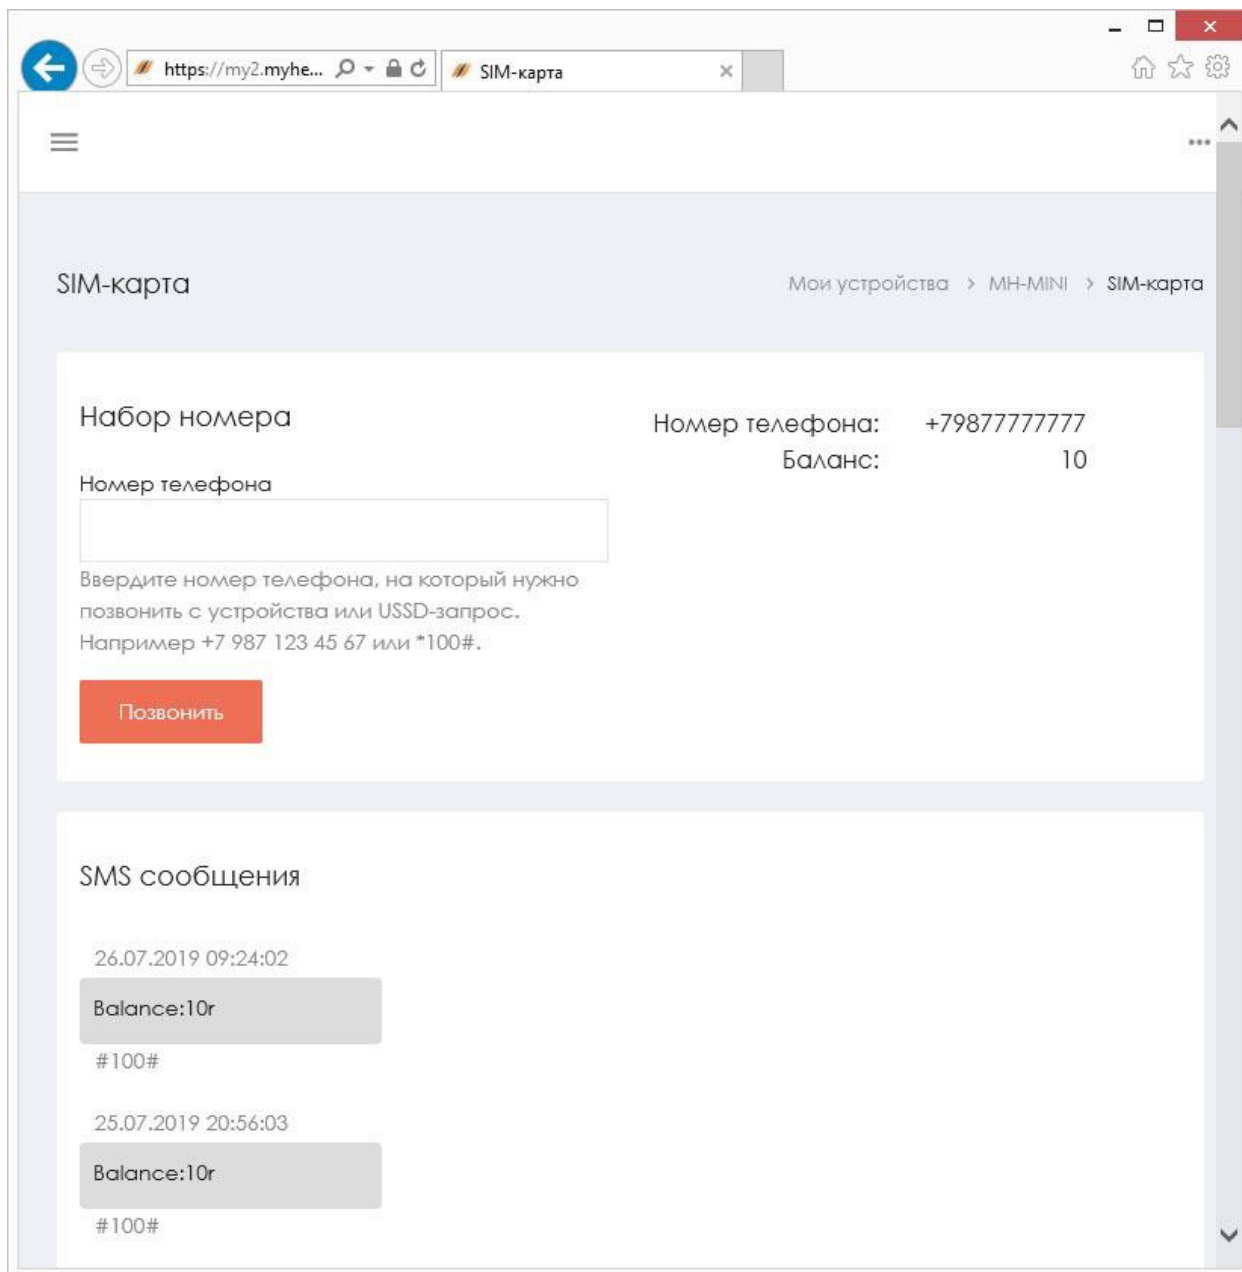 https://my2.myhe...
SIM-карта
SIM-карта
Мои устройства > MH-MINI > SIM-карта
Набор номера
Номер телефона: +79877777777
Баланс: 10
Номер телефона
Ввердите номер телефона, на который нужно
позвонить с устройства или USSD-запрос.
Например +7 987 123 45 67 или *100#.
Позвонить
SMS сообщения
26.07.2019 09:24:02
Balance:10r
#100#
25.07.2019 20:56:03
Balance:10r
#100#